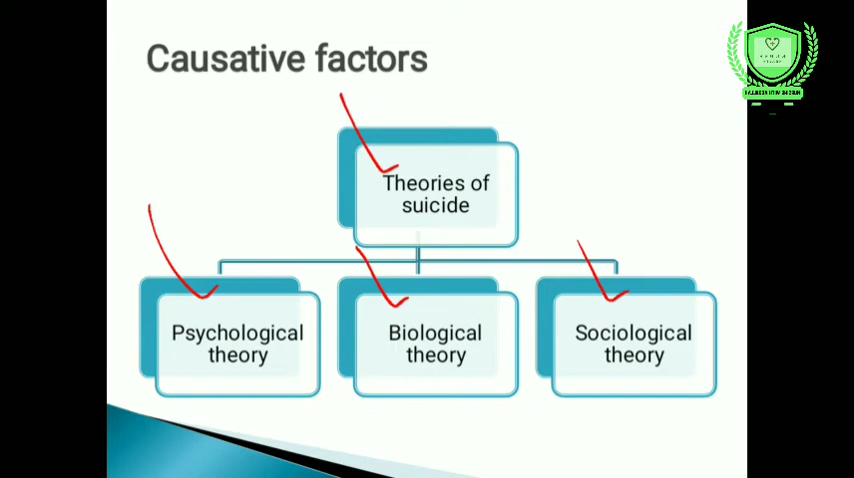 Causative factors
Theories of
suicide
Psychological
theory
Biological
theory
Sociological
theory